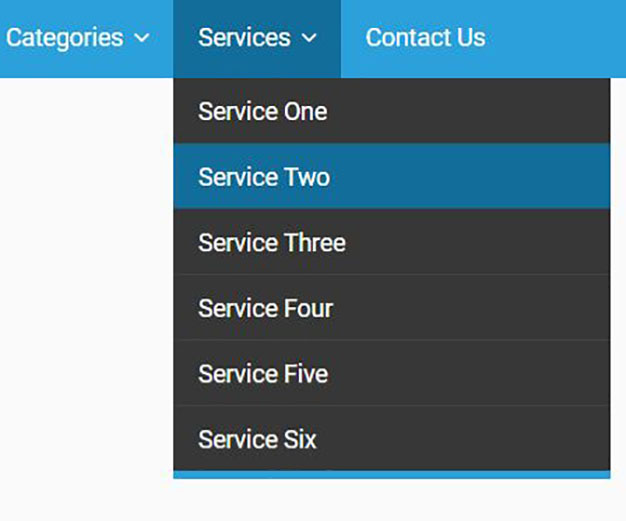 Categories Services Contact Us
Service One
Service Two
Service Three
Service Four
Service Five
Service Six